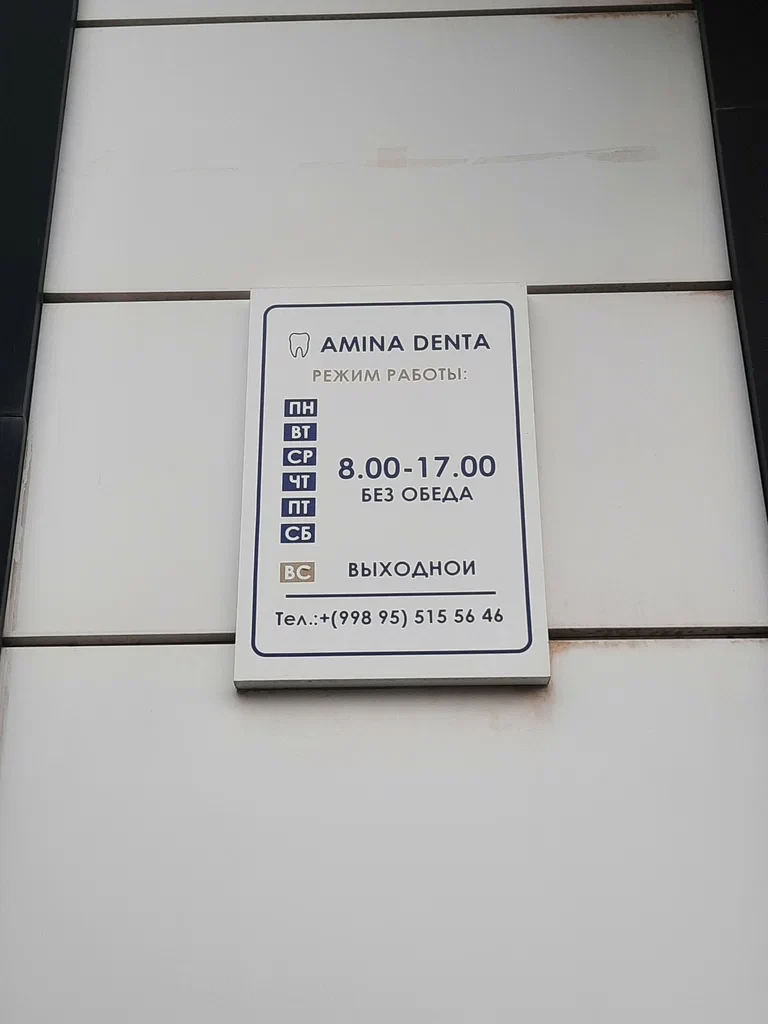 AMINA DENTA
РЕЖИМ РАБОТЫ:
ПН
ВТ
СР
ЧТ
ПТ
СБ
8.00-17.00
БЕЗ ОБЕДА
ВС ВЫХОДНОИ
Тел.:+(998 95) 515 56 46